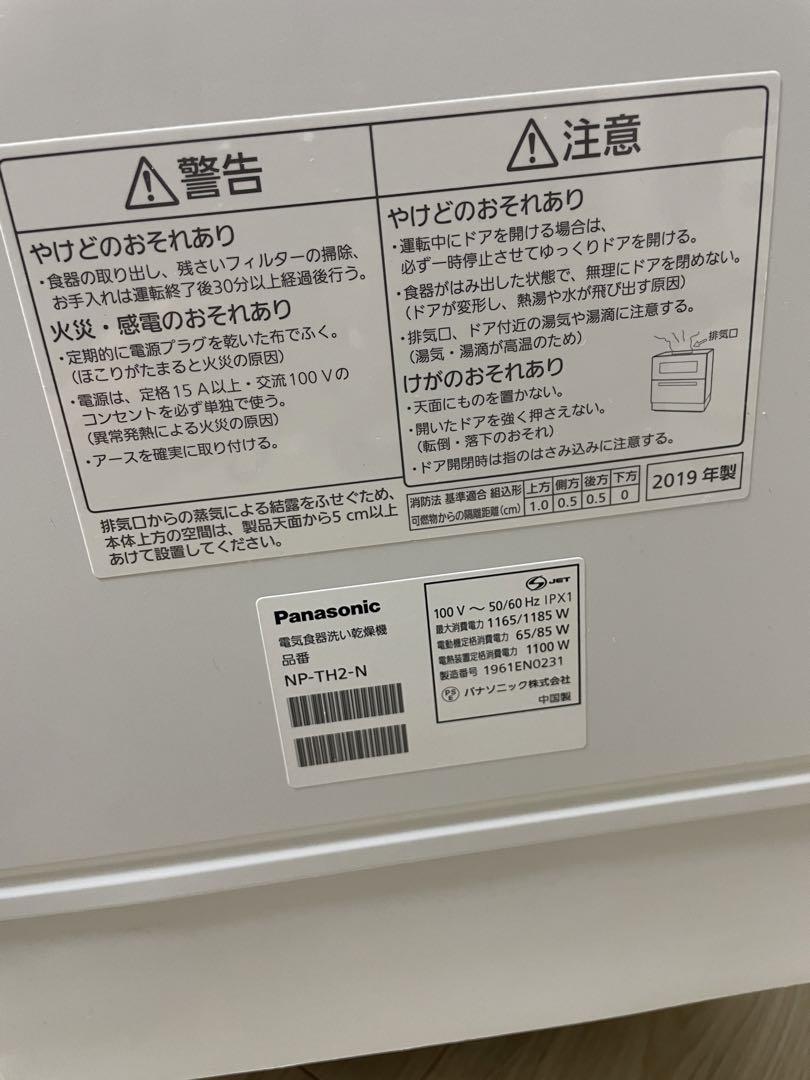 警告
やけどのおそれあり
・食器の取り出し、残さいフィルターの掃除、
お手入れは運転終了後30分以上経過後行う。
火災・感電のおそれあり
・定期的に電源プラグを乾いた布でふく。
(ほこりがたまると火災の原因)
・電源は、定格15A以上・交流100Vの
コンセントを必ず単独で使う。
(異常発熱による火災の原因)
・アースを確実に取り付ける。
注意
やけどのおそれあり
・運転中にドアを開ける場合は、
必ず一時停止させてゆっくりドアを開ける。
・食器がはみ出した状態で、無理にドアを閉めない。
(ドアが変形し、熱湯や水が飛び出す原因)
・排気口、ドア付近の湯気や湯滴に注意する。
(湯気・湯滴が高温のため)
排気口
けがのおそれあり
・天面にものを置かない。
・開いたドアを強く押さえない。
(転倒・落下のおそれ)
・ドア開閉時は指のはさみ込みに注意する。
排気口からの蒸気による結露をふせぐため、
本体上方の空間は、製品天面から5cm以上
あけて設置してください。
消防法 基準適合 組込形 上方 側方 後方 下方
可燃物からの隔離距離(cm) 1.0 0.5 0.5 0
2019年製
Panasonic
電気食器洗い乾燥機
品番
NP-TH2-N
JET
100V～50/60Hz IPX1
最大消費電力 1165/1185W
電動機定格消費電力 65/85W
電熱装置定格消費電力 1100W
製造番号 1961EN0231
PSE パナソニック株式会社
中国製